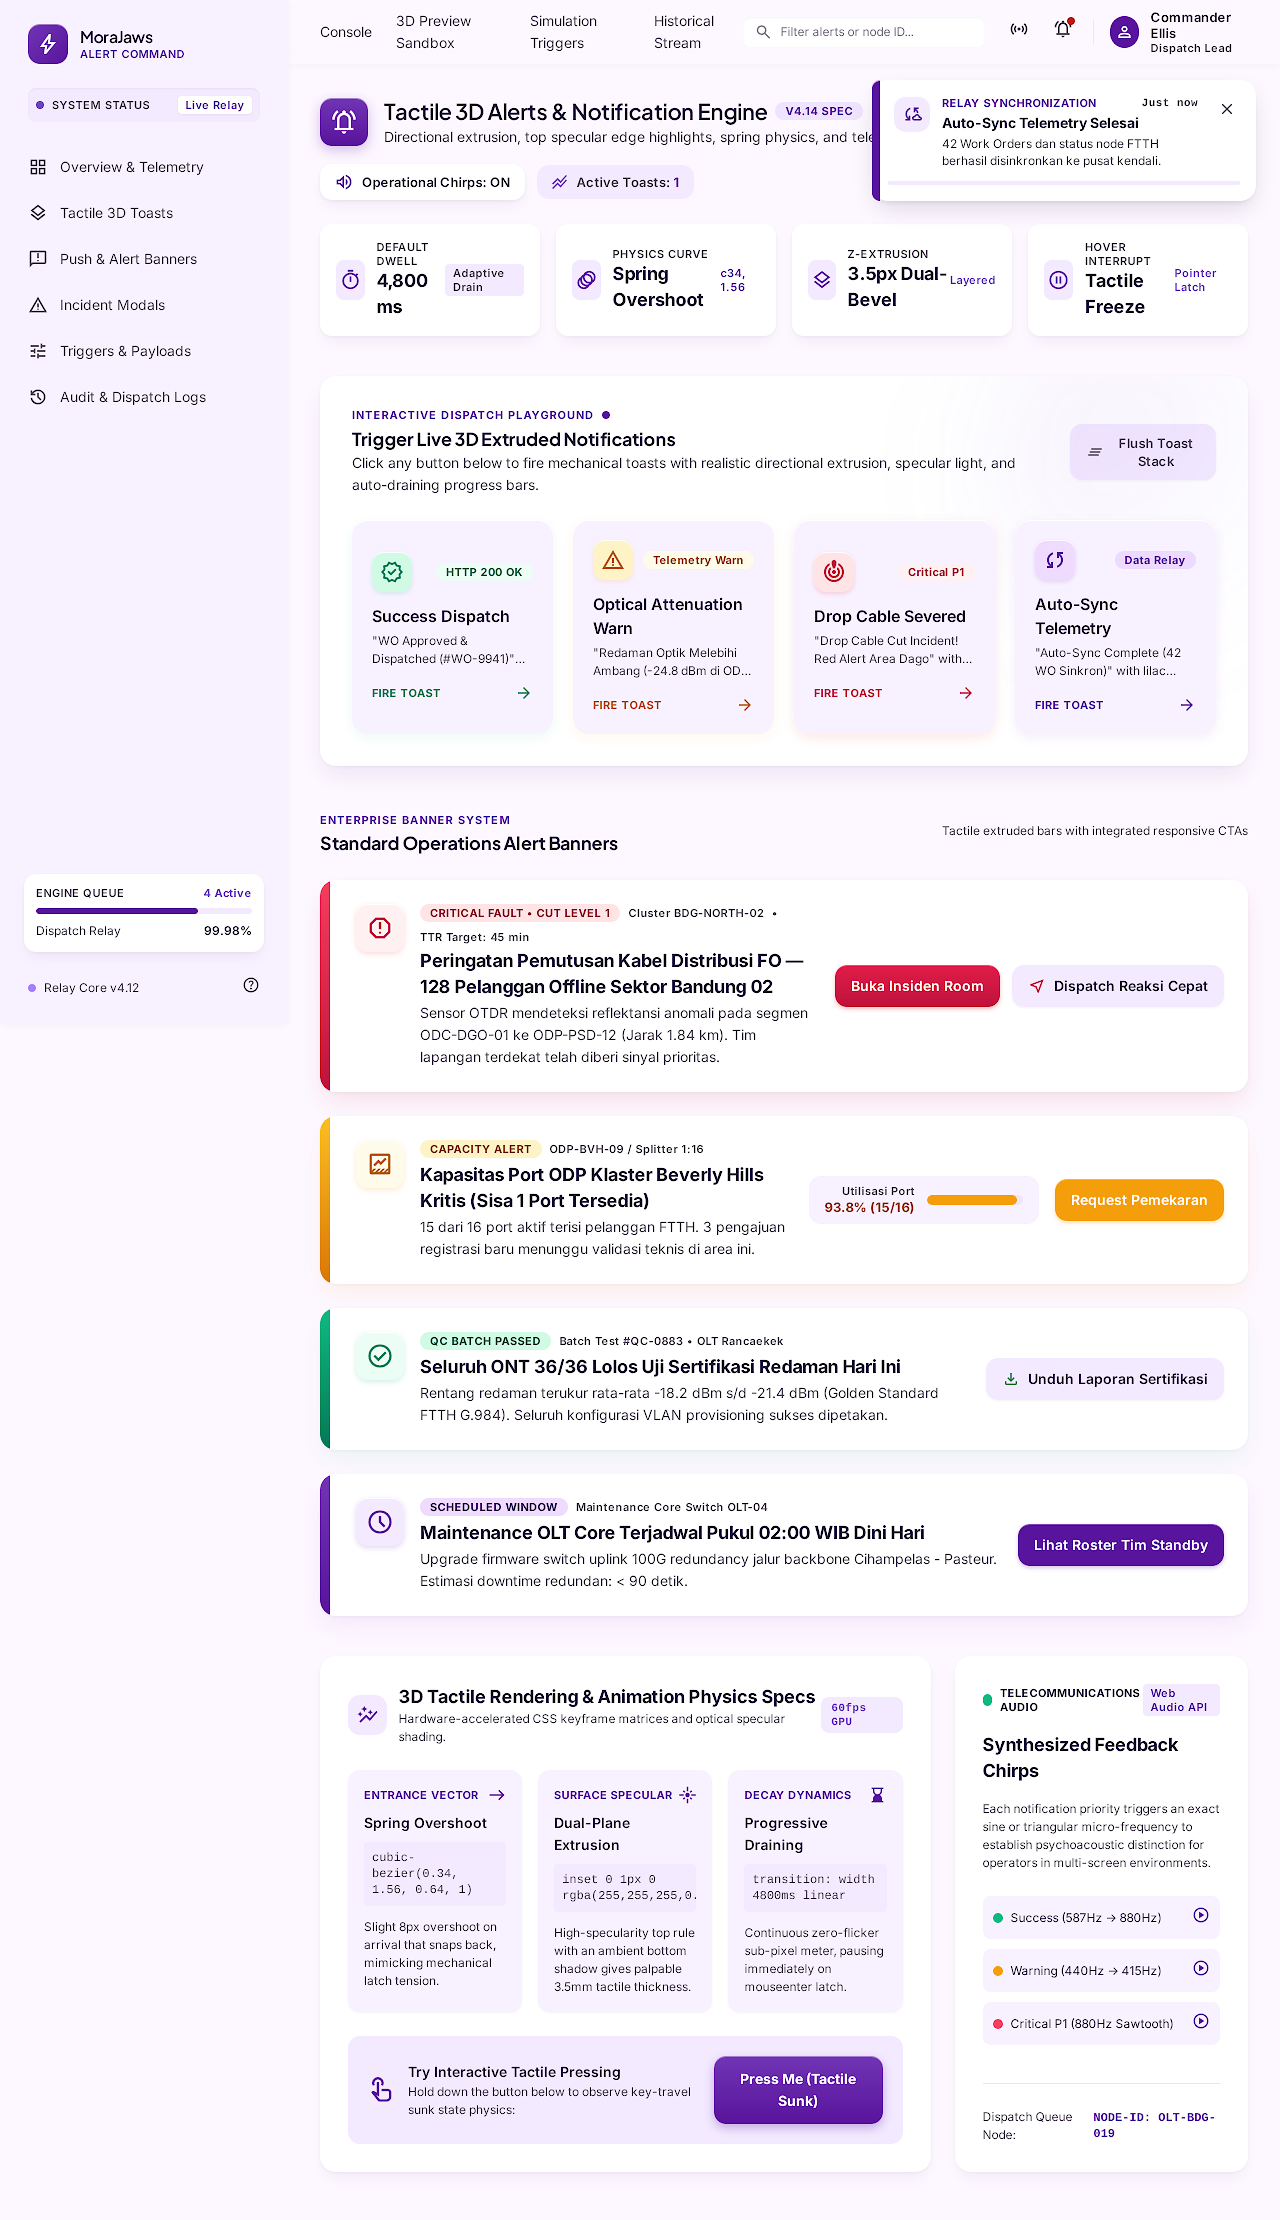 MoraJaws
ALERT COMMAND
SYSTEM STATUS
Live Relay
Overview & Telemetry
Tactile 3D Toasts
Push & Alert Banners
Incident Modals
Triggers & Payloads
Audit & Dispatch Logs
ENGINE QUEUE
4 Active
Dispatch Relay
99.98%
Relay Core v4.12
Console
3D Preview
Sandbox
Simulation
Triggers
Historical
Stream
Filter alerts or node ID...
Commander
Ellis
Dispatch Lead
Tactile 3D Alerts & Notification Engine
V4.14 SPEC
Directional extrusion, top specular edge highlights, spring physics, and tele
Operational Chirps: ON
Active Toasts: 1
RELAY SYNCHRONIZATION
Just now
Auto-Sync Telemetry Selesai
42 Work Orders dan status node FTTH
berhasil disinkronkan ke pusat kendali.
DEFAULT
DWELL
4,800
ms
Adaptive
Drain
PHYSICS CURVE
Spring
Overshoot
c34,
1.56
Z-EXTRUSION
3.5px Dual-
Bevel
Layered
HOVER
INTERRUPT
Tactile
Freeze
Pointer
Latch
INTERACTIVE DISPATCH PLAYGROUND
Trigger Live 3D Extruded Notifications
Click any button below to fire mechanical toasts with realistic directional extrusion, specular light, and
auto-draining progress bars.
Flush Toast
Stack
HTTP 200 OK
Success Dispatch
"WO Approved &
Dispatched (#WO-9941)"...
FIRE TOAST
Telemetry Warn
Optical Attenuation
Warn
"Redaman Optik Melebihi
Ambang (-24.8 dBm di OD...
FIRE TOAST
Critical P1
Drop Cable Severed
"Drop Cable Cut Incident!
Red Alert Area Dago" with...
FIRE TOAST
Data Relay
Auto-Sync
Telemetry
"Auto-Sync Complete (42
WO Sinkron)" with lilac...
FIRE TOAST
ENTERPRISE BANNER SYSTEM
Standard Operations Alert Banners
Tactile extruded bars with integrated responsive CTAs
CRITICAL FAULT • CUT LEVEL 1
Cluster BDG-NORTH-02 •
TTR Target: 45 min
Peringatan Pemutusan Kabel Distribusi FO —
128 Pelanggan Offline Sektor Bandung 02
Sensor OTDR mendeteksi reflektansi anomali pada segmen
ODC-DGO-01 ke ODP-PSD-12 (Jarak 1.84 km). Tim
lapangan terdekat telah diberi sinyal prioritas.
Buka Insiden Room
Dispatch Reaksi Cepat
CAPACITY ALERT
ODP-BVH-09 / Splitter 1:16
Kapasitas Port ODP Klaster Beverly Hills
Kritis (Sisa 1 Port Tersedia)
15 dari 16 port aktif terisi pelanggan FTTH. 3 pengajuan
registrasi baru menunggu validasi teknis di area ini.
Utilisasi Port
93.8% (15/16)
Request Pemekaran
QC BATCH PASSED
Batch Test #QC-0883 • OLT Rancaekek
Seluruh ONT 36/36 Lolos Uji Sertifikasi Redaman Hari Ini
Rentang redaman terukur rata-rata -18.2 dBm s/d -21.4 dBm (Golden Standard
FTTH G.984). Seluruh konfigurasi VLAN provisioning sukses dipetakan.
Unduh Laporan Sertifikasi
SCHEDULED WINDOW
Maintenance Core Switch OLT-04
Maintenance OLT Core Terjadwal Pukul 02:00 WIB Dini Hari
Upgrade firmware switch uplink 100G redundancy jalur backbone Cihampelas - Pasteur.
Estimasi downtime redundan: < 90 detik.
Lihat Roster Tim Standby
3D Tactile Rendering & Animation Physics Specs
Hardware-accelerated CSS keyframe matrices and optical specular
shading.
60fps
GPU
ENTRANCE VECTOR
Spring Overshoot
cubic-
bezier(0.34,
1.56, 0.64, 1)
Slight 8px overshoot on
arrival that snaps back,
mimicking mechanical
latch tension.
SURFACE SPECULAR
Dual-Plane
Extrusion
inset 0 1px 0
rgba(255,255,255,0.
High-specularity top rule
with an ambient bottom
shadow gives palpable
3.5mm tactile thickness.
DECAY DYNAMICS
Progressive
Draining
transition: width
4800ms linear
Continuous zero-flicker
sub-pixel meter, pausing
immediately on
mouseenter latch.
Try Interactive Tactile Pressing
Hold down the button below to observe key-travel
sunk state physics:
Press Me (Tactile
Sunk)
TELECOMMUNICATIONS
AUDIO
Web
Audio API
Synthesized Feedback
Chirps
Each notification priority triggers an exact
sine or triangular micro-frequency to
establish psychoacoustic distinction for
operators in multi-screen environments.
Success (587Hz → 880Hz)
Warning (440Hz → 415Hz)
Critical P1 (880Hz Sawtooth)
Dispatch Queue
Node:
NODE-ID: OLT-BDG-
019